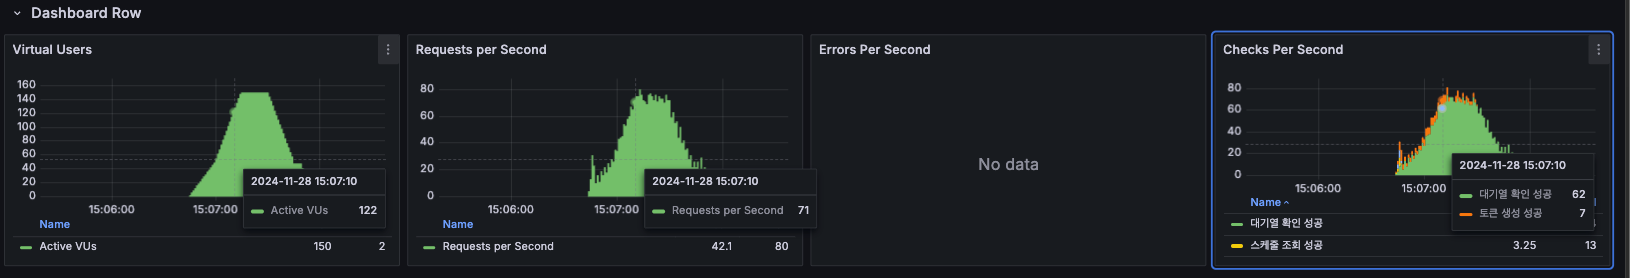 Dashboard Row
Virtual Users
160
140
120
100
80
60
40
20
0
15:06:00
15:07:00
2024-11-28 15:07:10
Active VUs 122
Name
Active VUs 150 2
Requests per Second
80
60
40
20
0
15:06:00
15:07:00
2024-11-28 15:07:10
Requests per Second 71
Name
Requests per Second 42.1 80
Errors Per Second
No data
Checks Per Second
80
60
40
20
0
15:06:00
15:07:00
2024-11-28 15:07:10
대기열 확인 성공 62
토큰 생성 성공 7
Name
대기열 확인 성공
스케줄 조회 성공 3.25 13